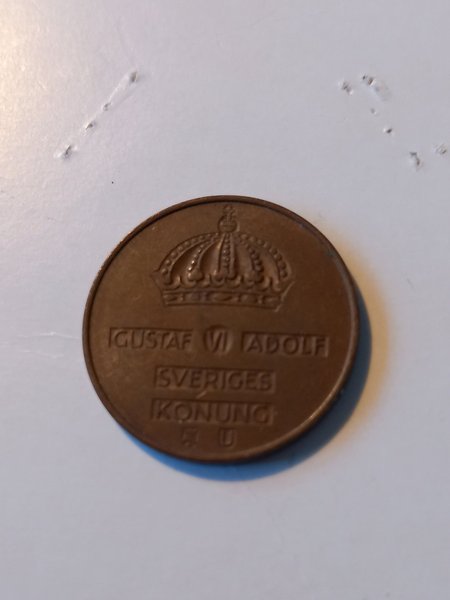 GUSTAF VI ADOLF
SVERIGES
KONUNG
U